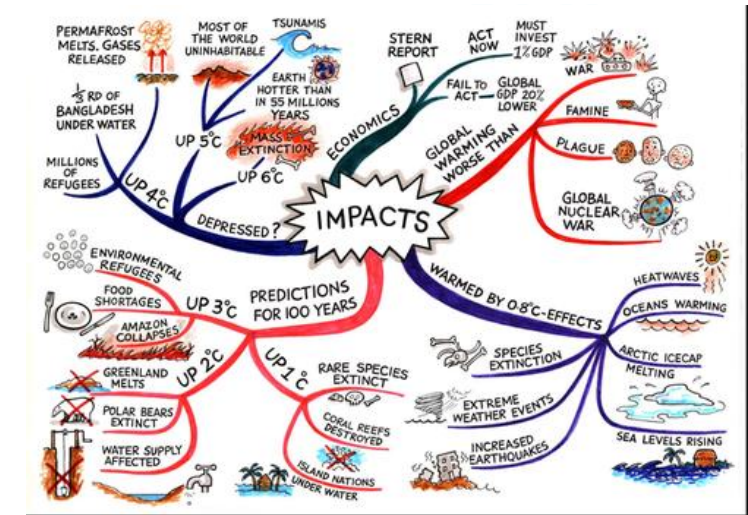 PERMAFROST
MELTS. GASES
RELEASED
MOST OF
THE WORLD
UNINHABITABLE
TSUNAMIS
EARTH
HOTTER THAN
IN 55 MILLIONS
YEARS
1/3 RD OF
BANGLADESH
UNDER WATER
MILLIONS
OF
REFUGEES
UP 4°C
UP 5°C
MASS
EXTINCTION
UP 6°C
DEPRESSED?
STERN
REPORT
ACT
NOW
MUST
INVEST
1% GDP
FAIL TO
ACT
GLOBAL
GDP 20%
LOWER
ECONOMICS
GLOBAL
WARMING
WORSE THAN
WAR
FAMINE
PLAGUE
GLOBAL
NUCLEAR
WAR
IMPACTS
PREDICTIONS
FOR 100 YEARS
ENVIRONMENTAL
REFUGEES
FOOD
SHORTAGES
AMAZON
COLLAPSES
UP 3°C
GREENLAND
MELTS
POLAR BEARS
EXTINCT
WATER SUPPLY
AFFECTED
UP 2°C
UP 1°C
RARE SPECIES
EXTINCT
CORAL REEFS
DESTROYED
ISLAND NATIONS
UNDER WATER
WARMED BY 0.8°C-EFFECTS
HEATWAVES
OCEANS WARMING
ARCTIC ICECAP
MELTING
SEA LEVELS RISING
SPECIES
EXTINCTION
EXTREME
WEATHER EVENTS
INCREASED
EARTHQUAKES